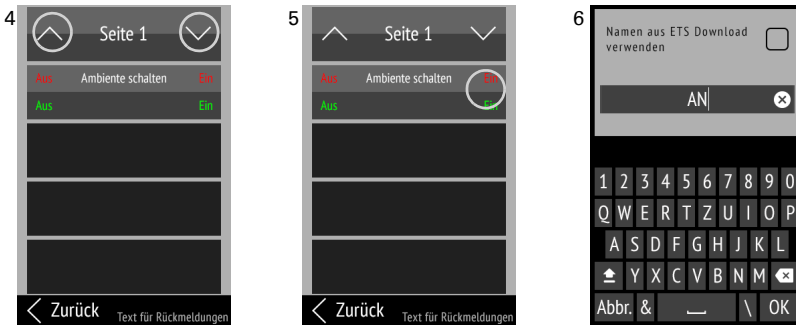 4
Seite 1
Aus Ambiente schalten Ein
Aus Ein
Zurück Text für Rückmeldungen
5
Seite 1
Aus Ambiente schalten Ein
Aus Ein
Zurück Text für Rückmeldungen
6
Namen aus ETS Download
verwenden
AN
1 2 3 4 5 6 7 8 9 0
Q W E R T Z U I O P
A S D F G H J K L
Y X C V B N M
Abbr. & \ OK